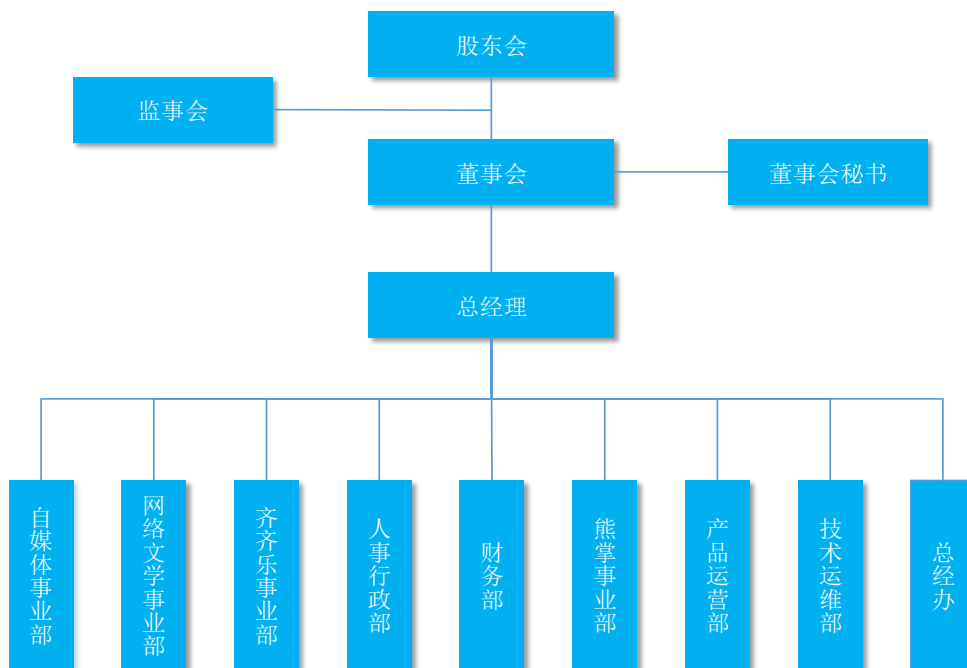 股东会
监事会
董事会
董事会秘书
总经理
自媒体事业部
网络文学事业部
齐齐乐事业部
人事行政部
财务部
熊掌事业部
产品运营部
技术运维部
总经办